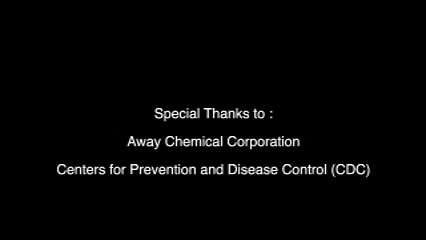 Special Thanks to :
Away Chemical Corporation
Centers for Prevention and Disease Control (CDC)